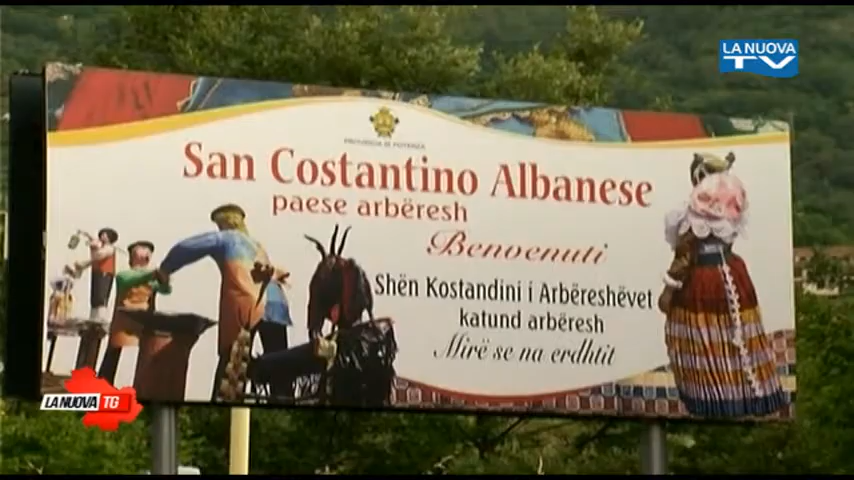 LA NUOVA
TV
PROVINCIA DI POTENZA
San Costantino Albanese
paese arbëresh
Benvenuti
Shën Kostandini i Arbëreshëvet
katund arbëresh
Mirë se na erdhtit
LA NUOVA TG